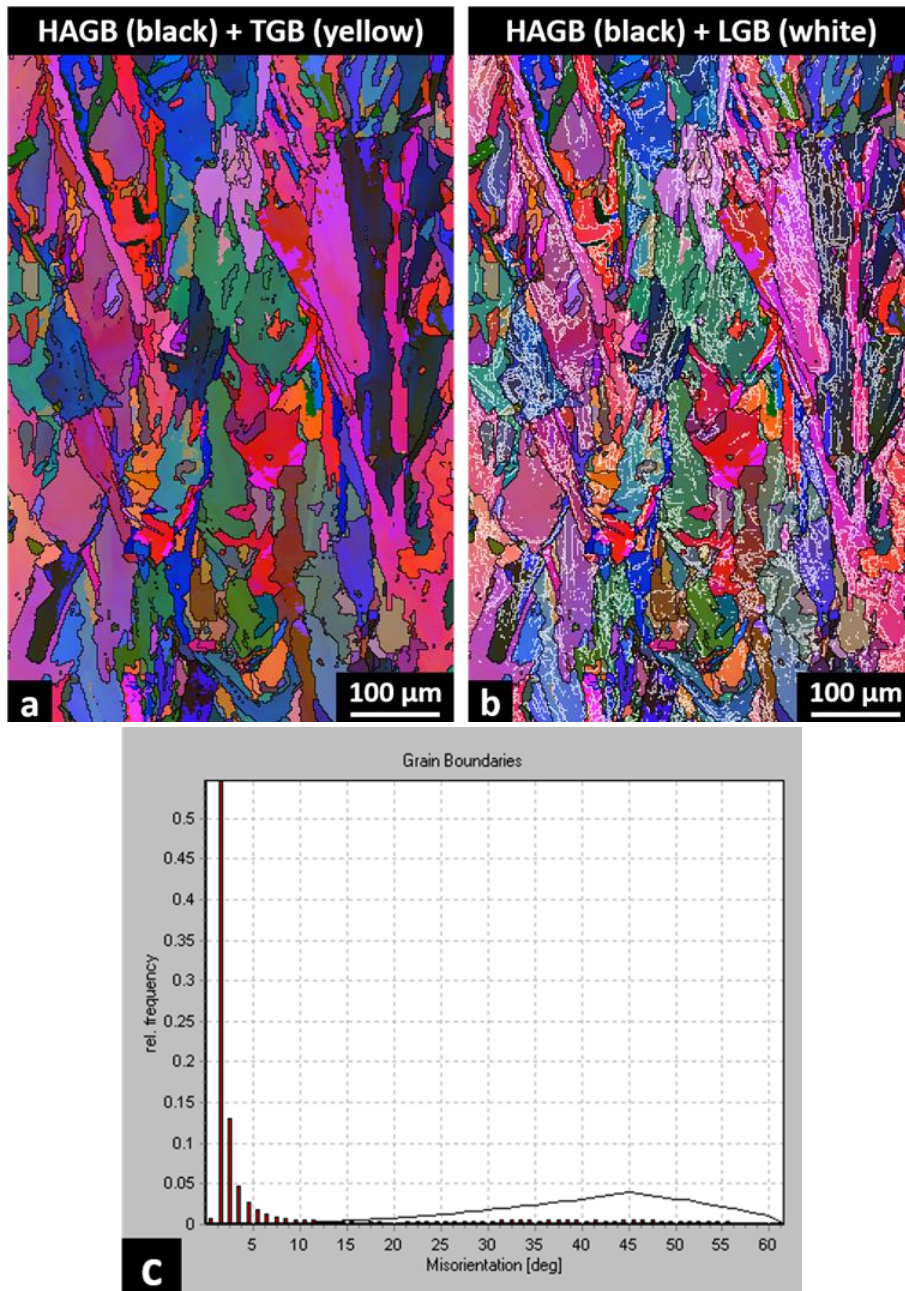 HAGB (black) + TGB (yellow)
HAGB (black) + LGB (white)
a
100 µm
b
100 µm
Grain Boundaries
0.5
0.45
0.4
0.35
0.3
0.25
0.2
0.15
0.1
0.05
0
rel. frequency
5 10 15 20 25 30 35 40 45 50 55 60
Misorientation [deg]
c